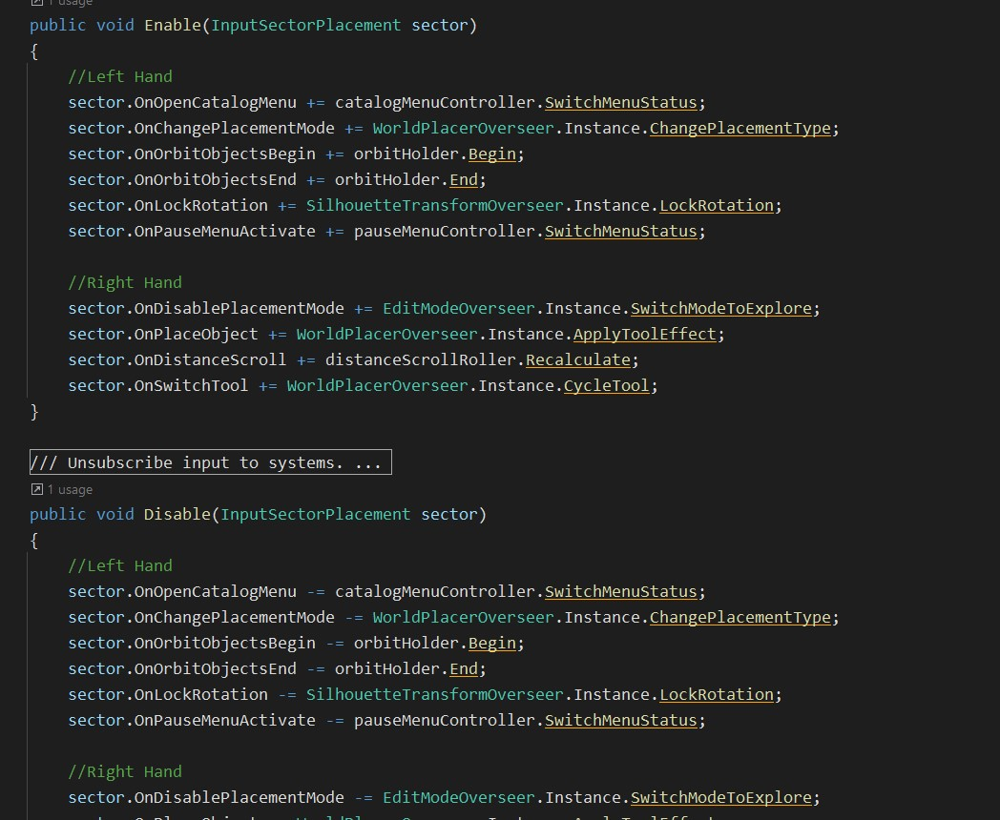 1 usage
public void Enable(InputSectorPlacement sector)
{
//Left Hand
sector.OnOpenCatalogMenu += catalogMenuController.SwitchMenuStatus;
sector.OnChangePlacementMode += WorldPlacerOverseer.Instance.ChangePlacementType;
sector.OnOrbitObjectsBegin += orbitHolder.Begin;
sector.OnOrbitObjectsEnd += orbitHolder.End;
sector.OnLockRotation += SilhouetteTransformOverseer.Instance.LockRotation;
sector.OnPauseMenuActivate += pauseMenuController.SwitchMenuStatus;
//Right Hand
sector.OnDisablePlacementMode += EditModeOverseer.Instance.SwitchModeToExplore;
sector.OnPlaceObject += WorldPlacerOverseer.Instance.ApplyToolEffect;
sector.OnDistanceScroll += distanceScrollRoller.Recalculate;
sector.OnSwitchTool += WorldPlacerOverseer.Instance.CycleTool;
}
/// Unsubscribe input to systems. ...
1 usage
public void Disable(InputSectorPlacement sector)
{
//Left Hand
sector.OnOpenCatalogMenu -= catalogMenuController.SwitchMenuStatus;
sector.OnChangePlacementMode -= WorldPlacerOverseer.Instance.ChangePlacementType;
sector.OnOrbitObjectsBegin -= orbitHolder.Begin;
sector.OnOrbitObjectsEnd -= orbitHolder.End;
sector.OnLockRotation -= SilhouetteTransformOverseer.Instance.LockRotation;
sector.OnPauseMenuActivate -= pauseMenuController.SwitchMenuStatus;
//Right Hand
sector.OnDisablePlacementMode -= EditModeOverseer.Instance.SwitchModeToExplore;